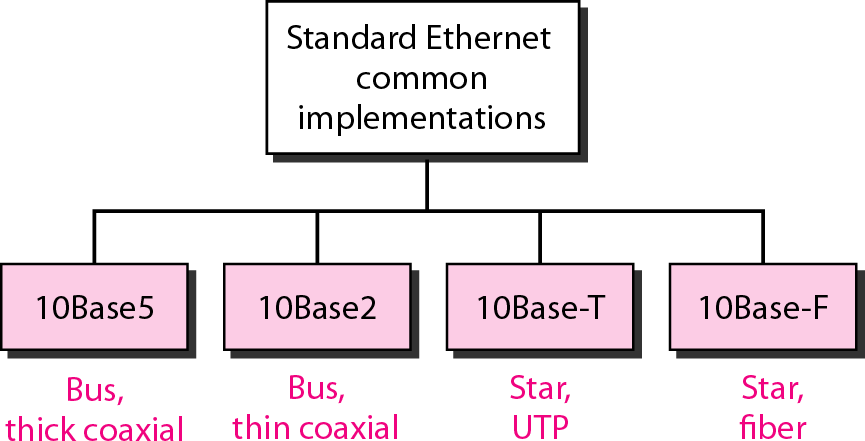 Standard Ethernet
common
implementations
10Base5
10Base2
10Base-T
10Base-F
Bus,
thick coaxial
Bus,
thin coaxial
Star,
UTP
Star,
fiber